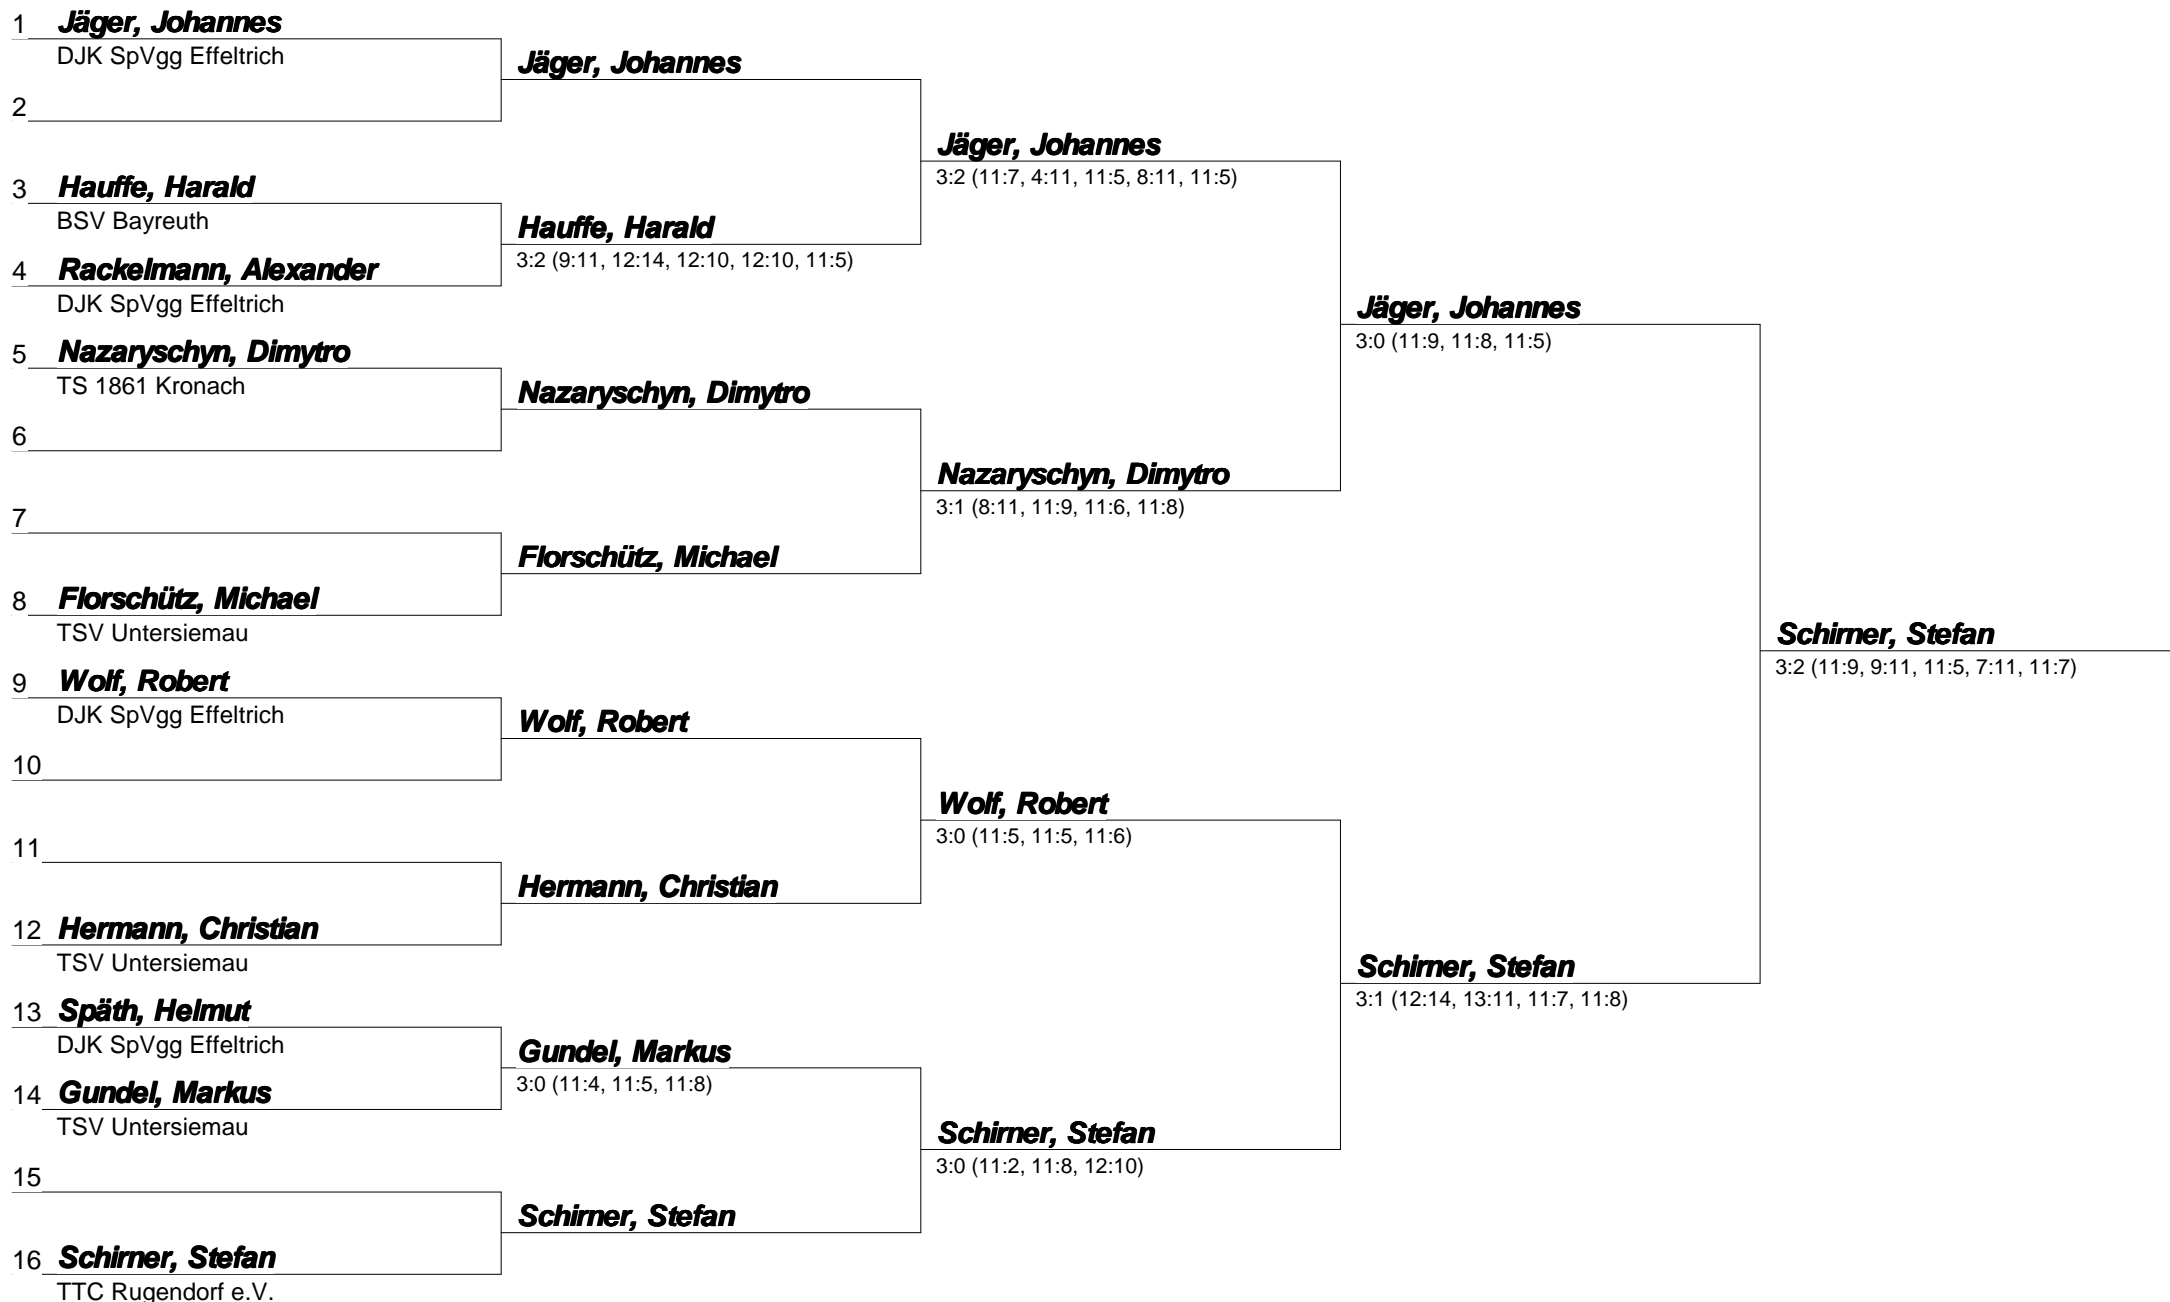 1 Jäger, Johannes
DJK SpVgg Effeltrich
2
3 Hauffe, Harald
BSV Bayreuth
4 Rackelmann, Alexander
DJK SpVgg Effeltrich
5 Nazaryschyn, Dimytro
TS 1861 Kronach
6
7
8 Florschütz, Michael
TSV Untersiemau
9 Wolf, Robert
DJK SpVgg Effeltrich
10
11
12 Hermann, Christian
TSV Untersiemau
13 Späth, Helmut
DJK SpVgg Effeltrich
14 Gundel, Markus
TSV Untersiemau
15
16 Schirner, Stefan
TTC Rugendorf e.V.
Jäger, Johannes
Hauffe, Harald
3:2 (9:11, 12:14, 12:10, 12:10, 11:5)
Nazaryschyn, Dimytro
Florschütz, Michael
Wolf, Robert
Hermann, Christian
Gundel, Markus
3:0 (11:4, 11:5, 11:8)
Schirner, Stefan
Jäger, Johannes
3:2 (11:7, 4:11, 11:5, 8:11, 11:5)
Nazaryschyn, Dimytro
3:1 (8:11, 11:9, 11:6, 11:8)
Wolf, Robert
3:0 (11:5, 11:5, 11:6)
Schirner, Stefan
3:0 (11:2, 11:8, 12:10)
Jäger, Johannes
3:0 (11:9, 11:8, 11:5)
Schirner, Stefan
3:1 (12:14, 13:11, 11:7, 11:8)
Schirner, Stefan
3:2 (11:9, 9:11, 11:5, 7:11, 11:7)